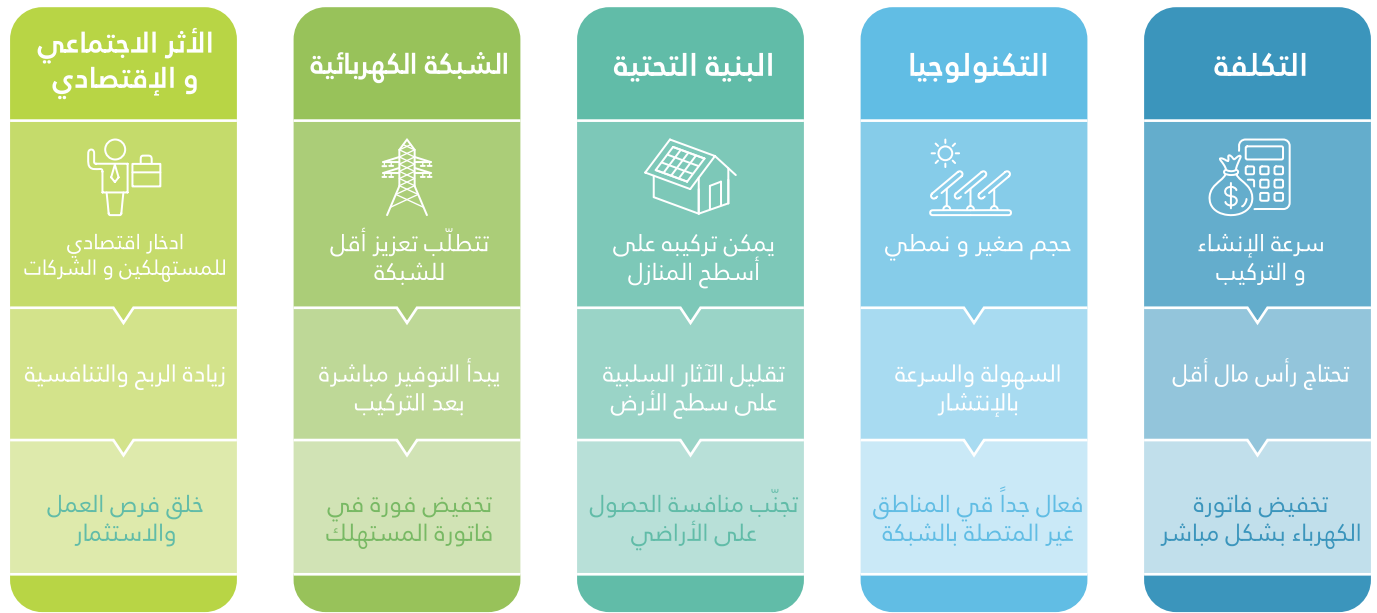 التكلفة
سرعة الإنشاء
و التركيب
تحتاج رأس مال أقل
تخفيض فاتورة
الكهرباء بشكل مباشر
التكنولوجيا
حجم صغير و نمطي
السهولة والسرعة
بالإنتشار
فعال جداً قي المناطق
غير المتصلة بالشبكة
البنية التحتية
يمكن تركيبه على
أسطح المنازل
تقليل الآثار السلبية
على سطح الأرض
تجنّب منافسة الحصول
على الأراضي
الشبكة الكهربائية
تتطلّب تعزيز أقل
للشبكة
يبدأ التوفير مباشرة
بعد التركيب
تخفيض فورة في
فاتورة المستهلك
الأثر الاجتماعي
و الإقتصادي
ادخار اقتصادي
للمستهلكين و الشركات
زيادة الربح والتنافسية
خلق فرص العمل
والاستثمار